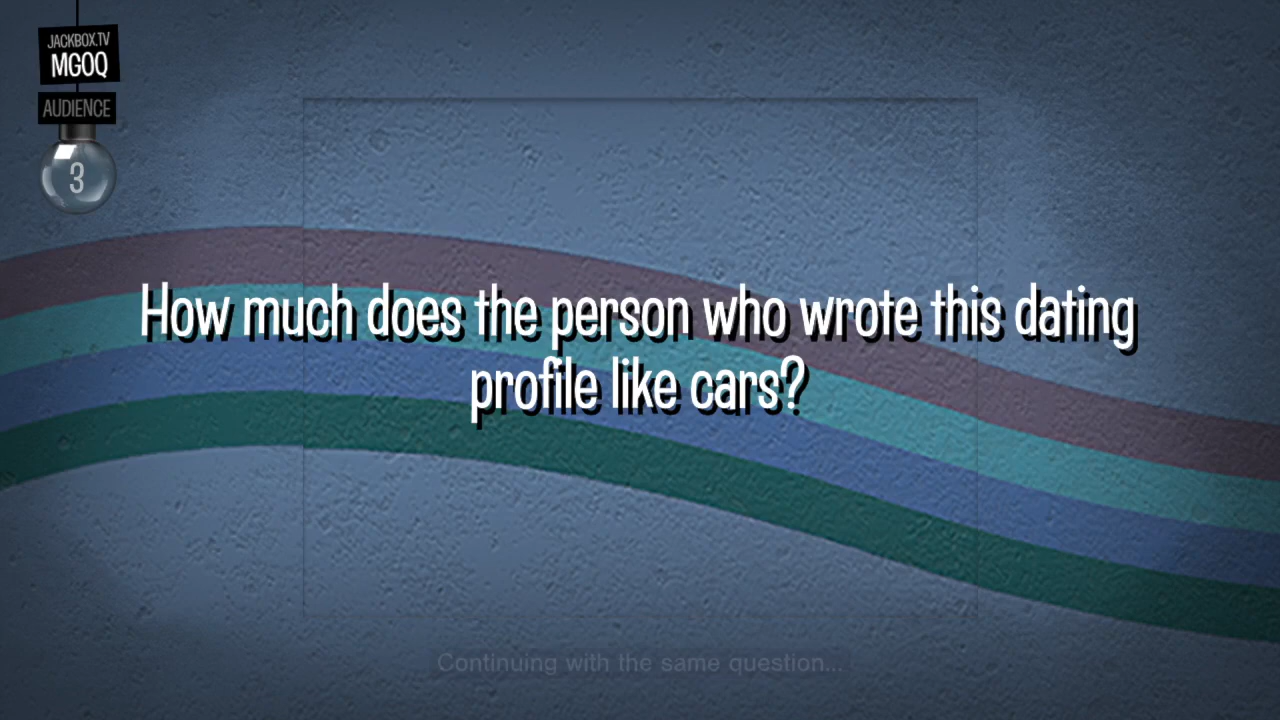 JACKBOX.TV
MGOQ
AUDIENCE
3
How much does the person who wrote this dating
profile like cars?
Continuing with the same question...